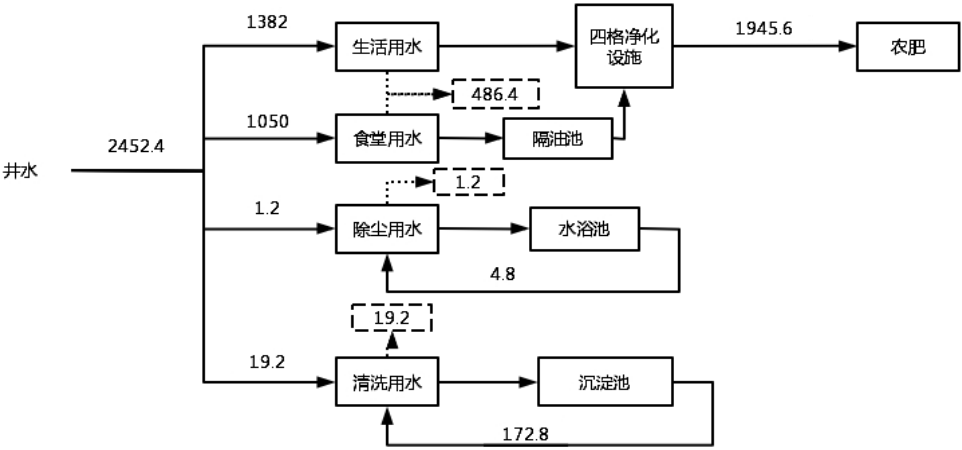 1382
生活用水
四格净化
设施
1945.6
农肥
486.4
1050
食堂用水
隔油池
2452.4
井水
1.2
1.2
除尘用水
水浴池
4.8
19.2
19.2
清洗用水
沉淀池
172.8